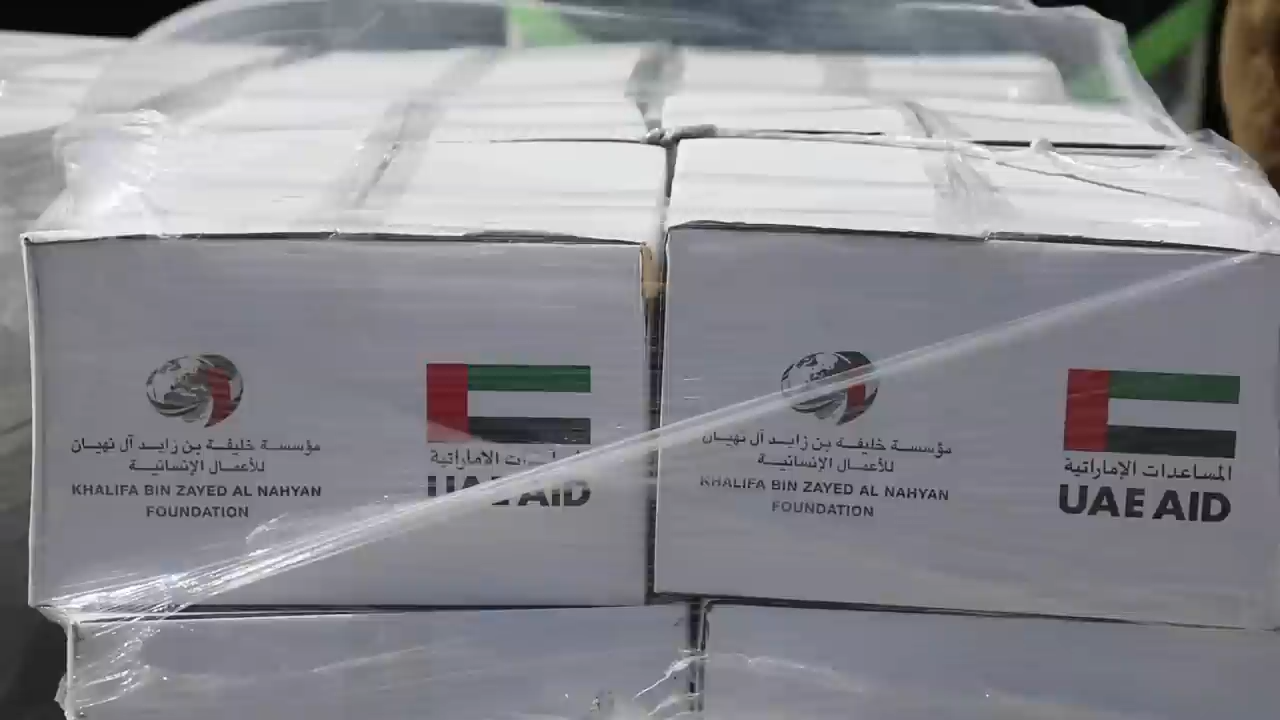 مؤسسة خليفة بن زايد آل نهيان
للأعمال الإنسانية
KHALIFA BIN ZAYED AL NAHYAN
FOUNDATION
الاماراتية
UAE AID
مؤسسة خليفة بن زايد آل نهيان
للأعمال الإنسانية
KHALIFA BIN ZAYED AL NAHYAN
FOUNDATION
المساعدات الإماراتية
UAE AID